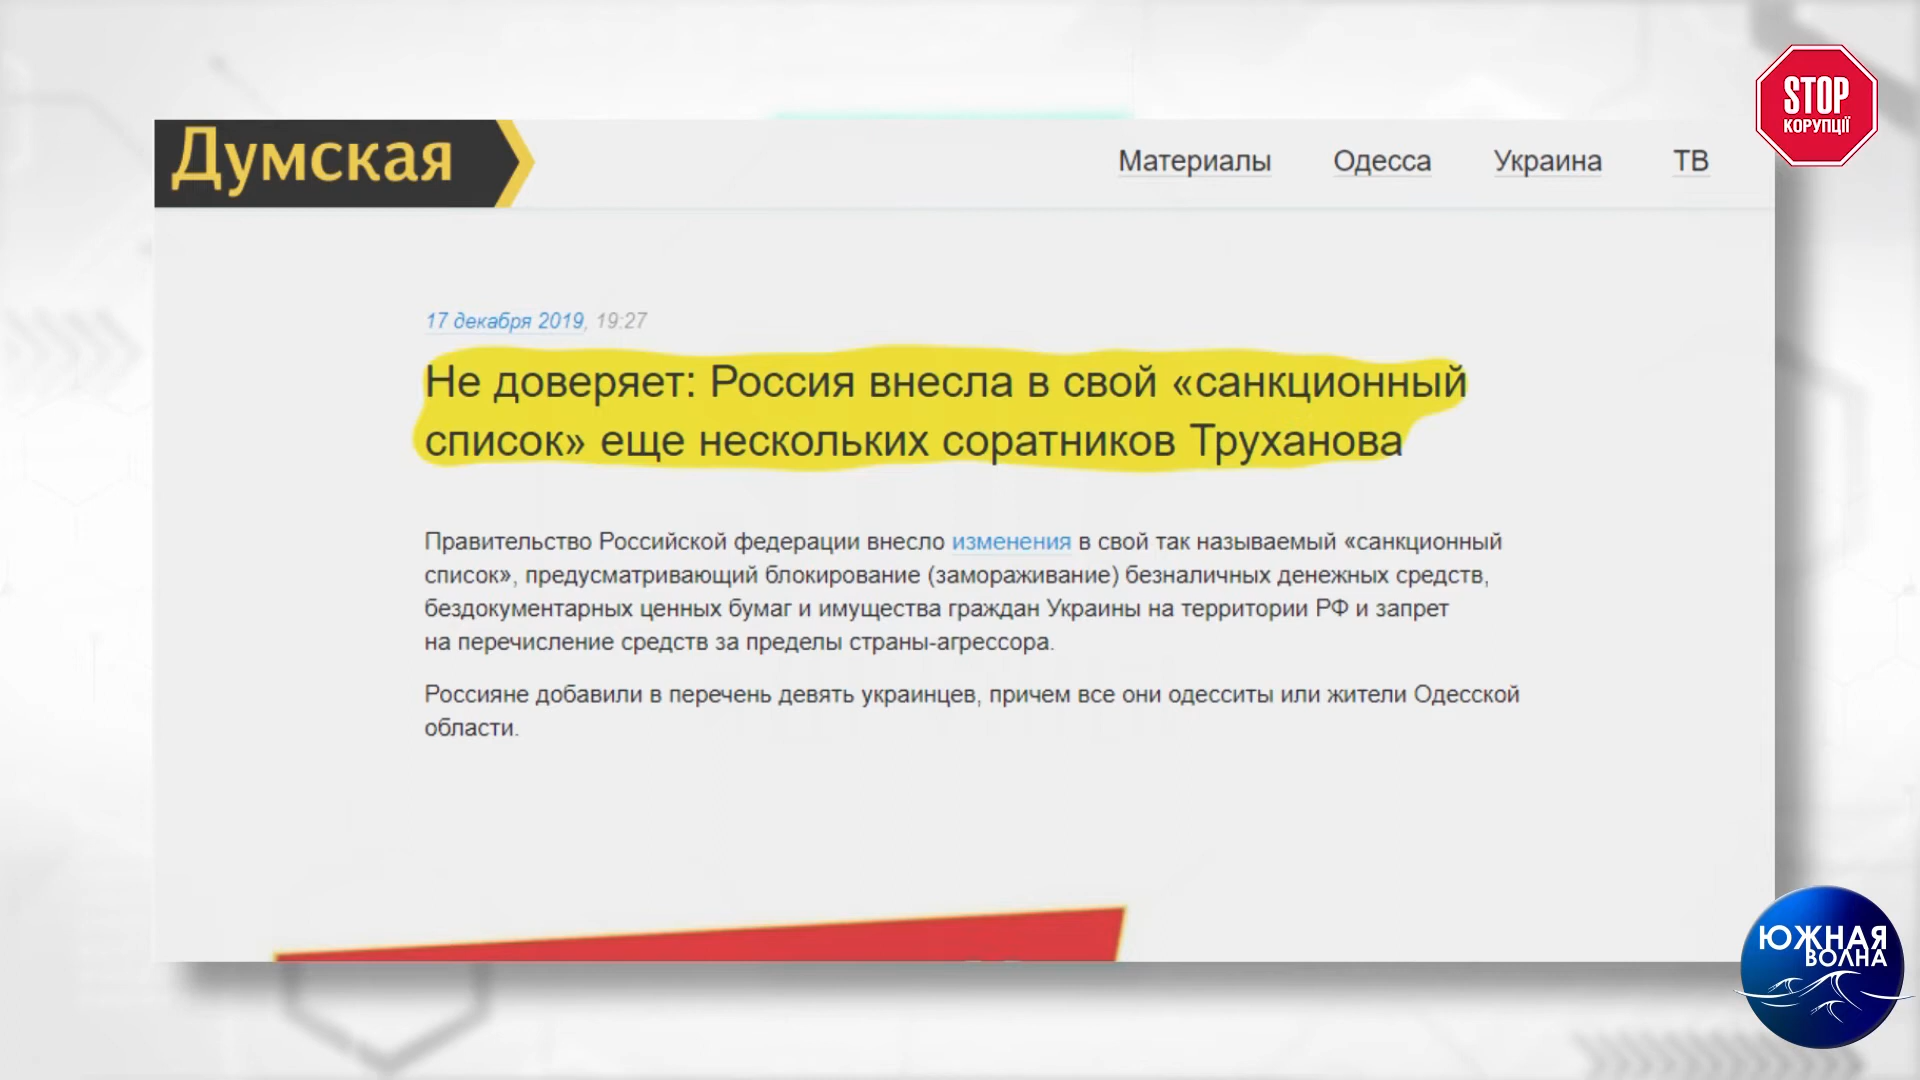 STOP
КОРУПЦІЇ
Думская
Материалы Одесса Украина ТВ
17 декабря 2019, 19:27
Не доверяет: Россия внесла в свой «санкционный
список» еще нескольких соратников Труханова
Правительство Российской федерации внесло изменения в свой так называемый «санкционный
список», предусматривающий блокирование (замораживание) безналичных денежных средств,
бездокументарных ценных бумаг и имущества граждан Украины на территории РФ и запрет
на перечисление средств за пределы страны-агрессора.
Россияне добавили в перечень девять украинцев, причем все они одесситы или жители Одесской
области.
ЮЖНАЯ
ВОЛНА